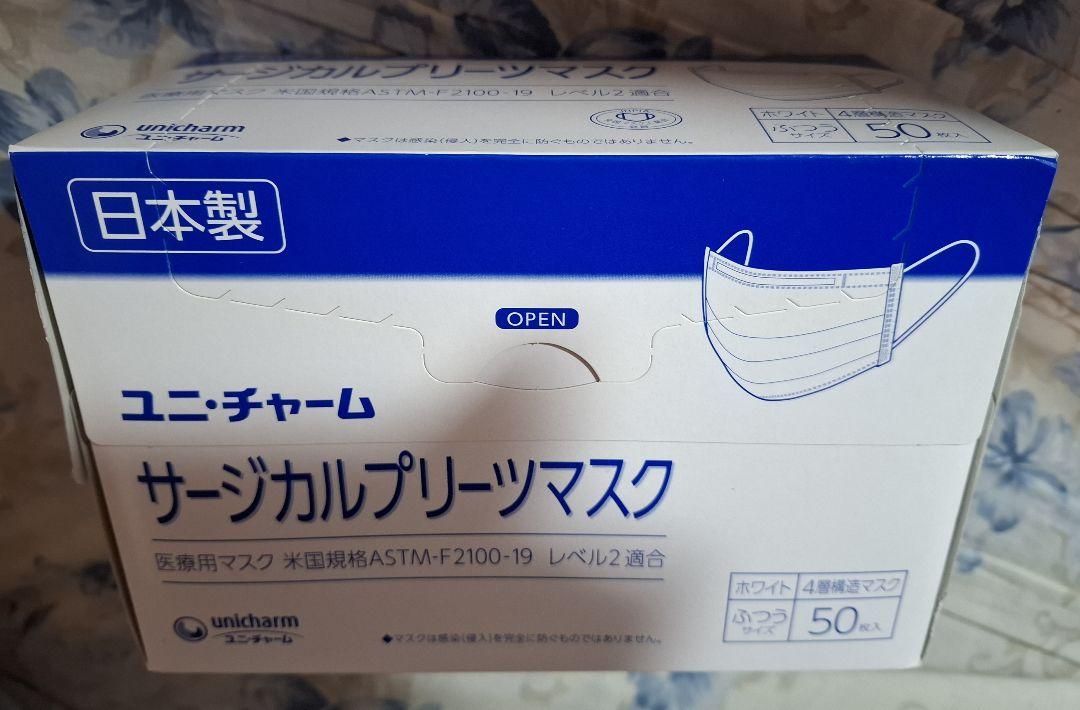 サージカルプリーツマスク
医療用マスク 米国規格ASTM-F2100-19 レベル2適合
unicharm
ユニ・チャーム
◆マスクは感染(侵入)を完全に防ぐものではありません。
ホワイト 4層構造マスク
ふつうサイズ 50枚入
日本製
OPEN
ユニ・チャーム
サージカルプリーツマスク
医療用マスク 米国規格ASTM-F2100-19 レベル2適合
unicharm
ユニ・チャーム
◆マスクは感染(侵入)を完全に防ぐものではありません。
ホワイト 4層構造マスク
ふつうサイズ 50枚入